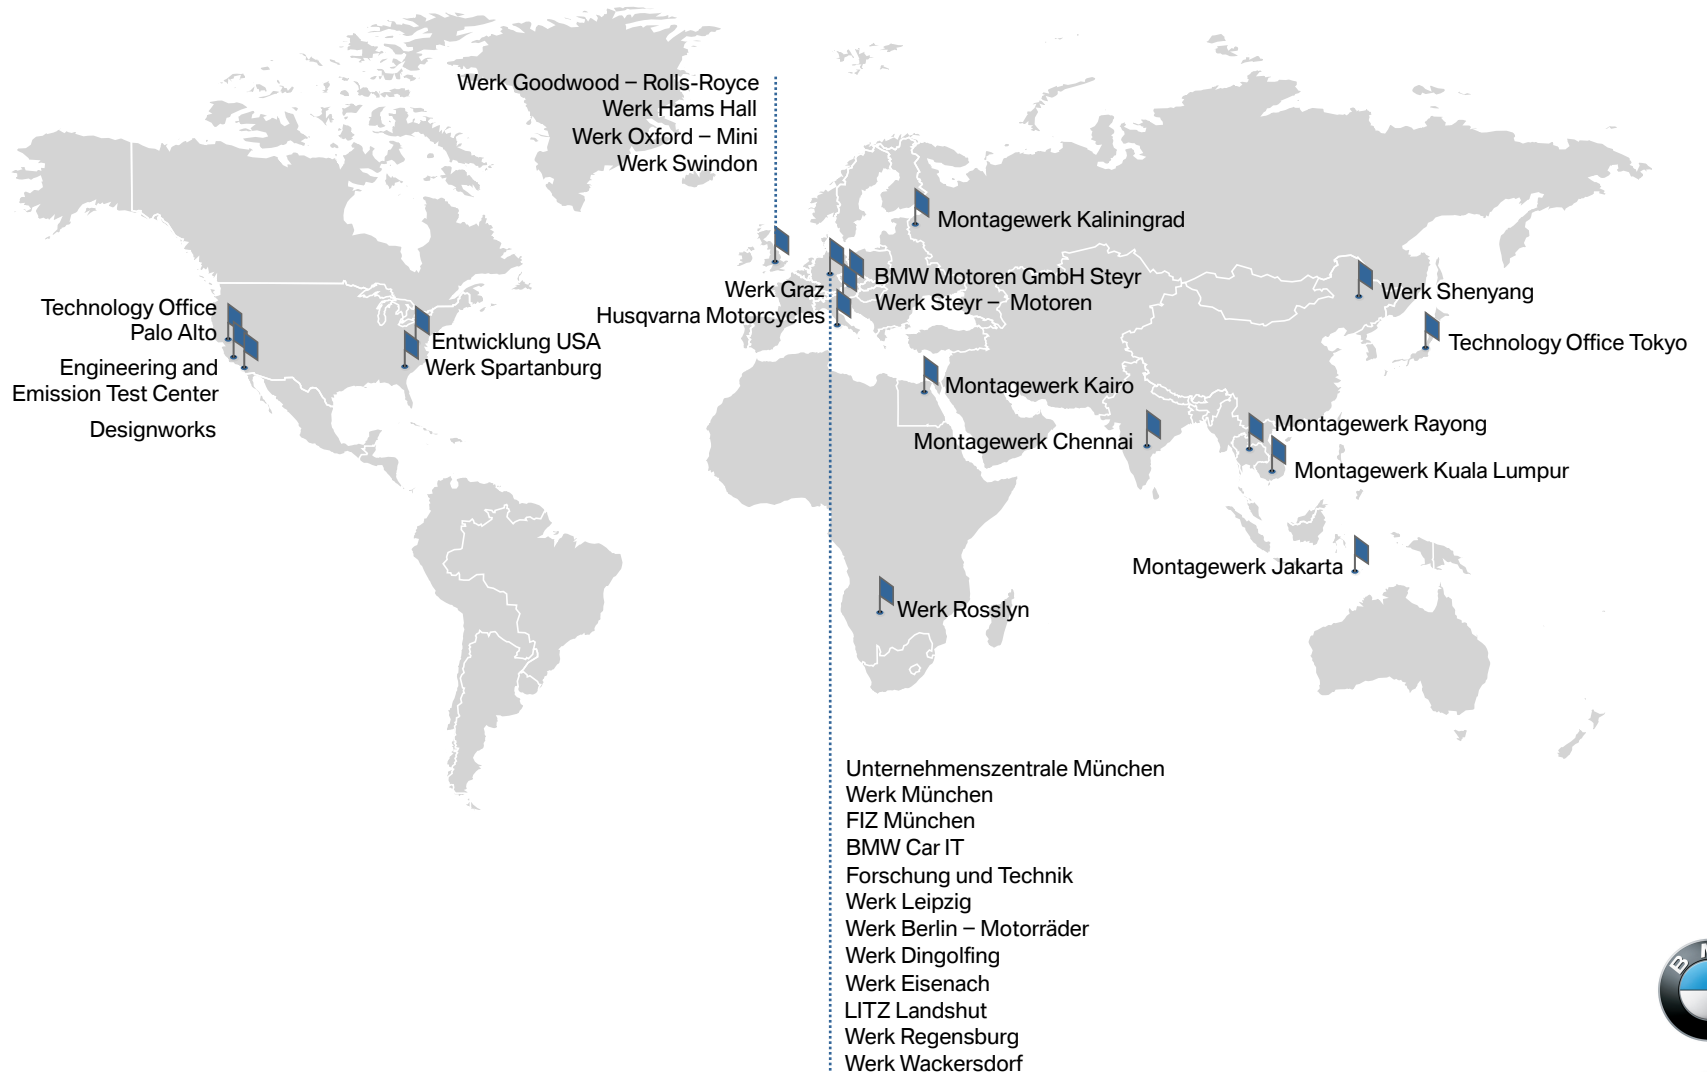 Werk Goodwood – Rolls-Royce
Werk Hams Hall
Werk Oxford – Mini
Werk Swindon
Montagewerk Kaliningrad
BMW Motoren GmbH Steyr
Werk Steyr – Motoren
Werk Graz
Husqvarna Motorcycles
Werk Shenyang
Technology Office Tokyo
Technology Office
Palo Alto
Engineering and
Emission Test Center
Designworks
Entwicklung USA
Werk Spartanburg
Montagewerk Kairo
Montagewerk Chennai
Montagewerk Rayong
Montagewerk Kuala Lumpur
Montagewerk Jakarta
Werk Rosslyn
Unternehmenszentrale München
Werk München
FIZ München
BMW Car IT
Forschung und Technik
Werk Leipzig
Werk Berlin – Motorräder
Werk Dingolfing
Werk Eisenach
LITZ Landshut
Werk Regensburg
Werk Wackersdorf
B M